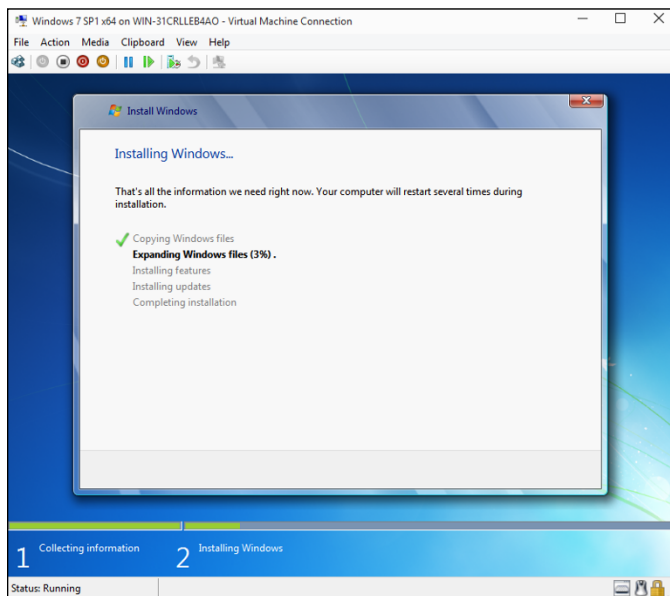 Windows 7 SP1 x64 on WIN-31CRLLEB4AO - Virtual Machine Connection
File Action Media Clipboard View Help
Install Windows
Installing Windows...
That's all the information we need right now. Your computer will restart several times during
installation.
Copying Windows files
Expanding Windows files (3%) .
Installing features
Installing updates
Completing installation
1 Collecting information 2 Installing Windows
Status: Running